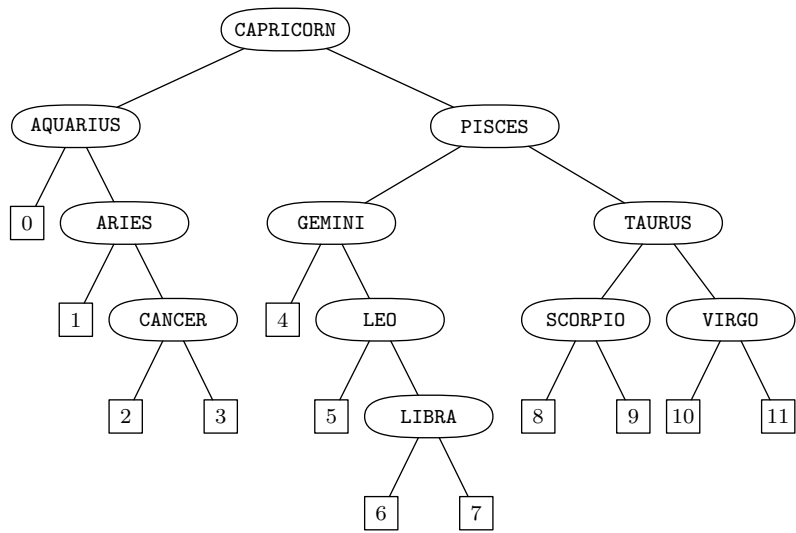 CAPRICORN
AQUARIUS
PISCES
0
ARIES
GEMINI
TAURUS
1
CANCER
4
LEO
SCORPIO
VIRGO
2
3
5
LIBRA
8
9
10
11
6
7